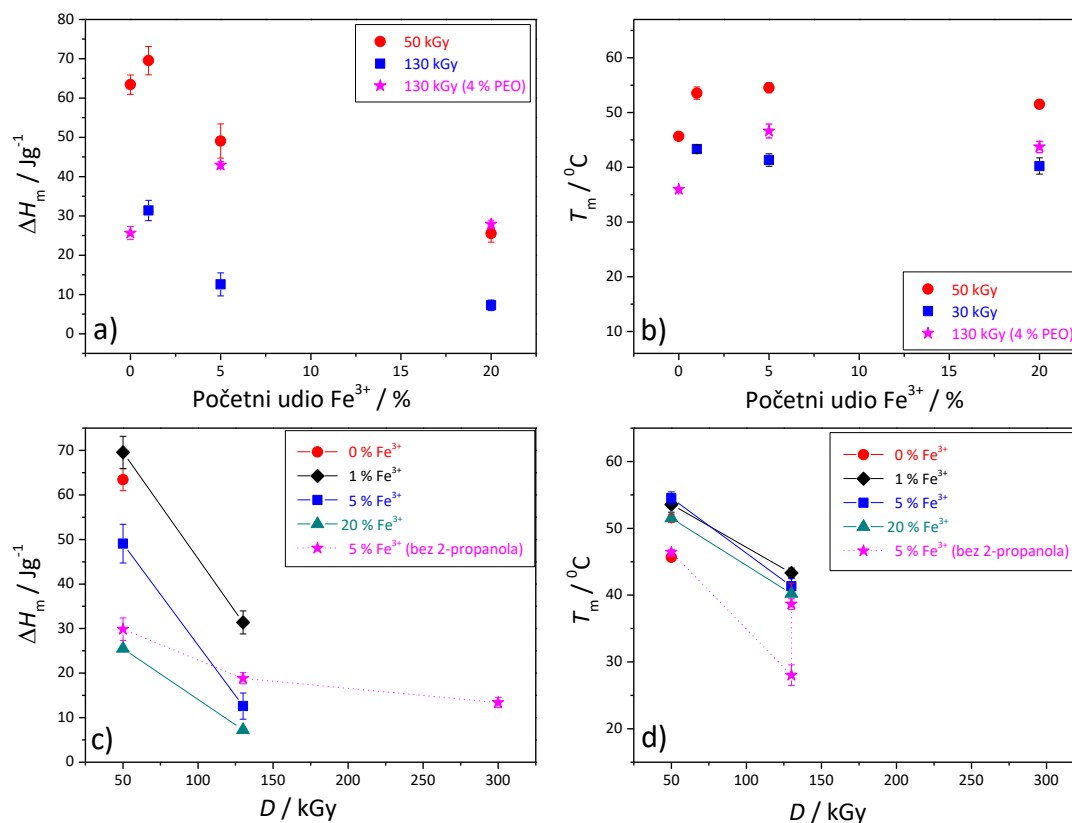 80
70
60
50
40
30
20
10
0
ΔHₘ / Jg⁻¹
50 kGy
130 kGy
130 kGy (4 % PEO)
a)
0 5 10 15 20
Početni udio Fe³⁺ / %
60
50
40
30
20
10
Tₘ / ⁰C
b)
50 kGy
30 kGy
130 kGy (4 % PEO)
0 5 10 15 20
Početni udio Fe³⁺ / %
70
60
50
40
30
20
10
0
ΔHₘ / Jg⁻¹
0 % Fe³⁺
1 % Fe³⁺
5 % Fe³⁺
20 % Fe³⁺
5 % Fe³⁺ (bez 2-propanola)
c)
50 100 150 200 250 300
D / kGy
60
50
40
30
20
Tₘ / ⁰C
0 % Fe³⁺
1 % Fe³⁺
5 % Fe³⁺
20 % Fe³⁺
5 % Fe³⁺ (bez 2-propanola)
d)
50 100 150 200 250 300
D / kGy